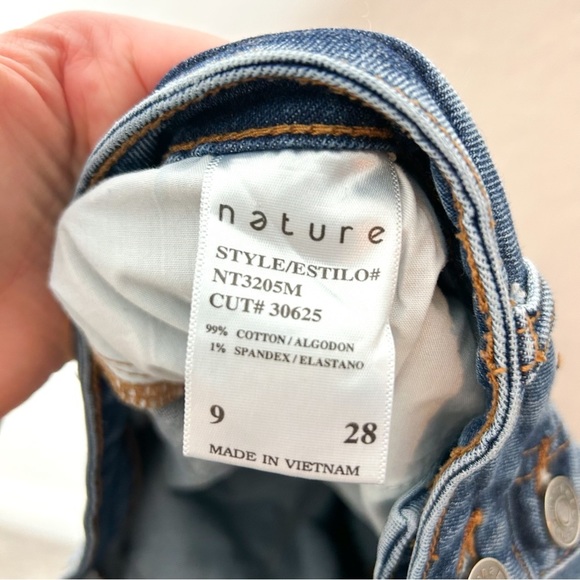 nature
STYLE/ESTILO#
NT3205M
CUT# 30625
99% COTTON/ALGODON
1% SPANDEX/ELASTANO
9 28
MADE IN VIETNAM